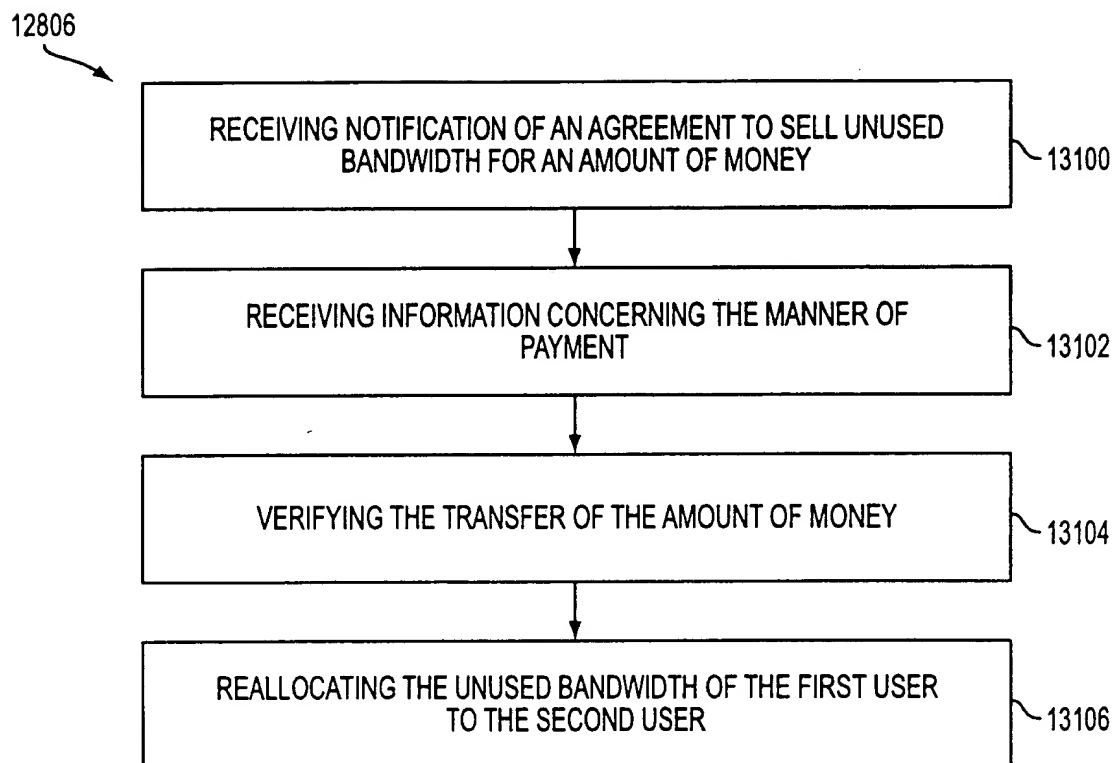 12806
RECEIVING NOTIFICATION OF AN AGREEMENT TO SELL UNUSED
BANDWIDTH FOR AN AMOUNT OF MONEY
13100
RECEIVING INFORMATION CONCERNING THE MANNER OF
PAYMENT
13102
VERIFYING THE TRANSFER OF THE AMOUNT OF MONEY
13104
REALLOCATING THE UNUSED BANDWIDTH OF THE FIRST USER
TO THE SECOND USER
13106